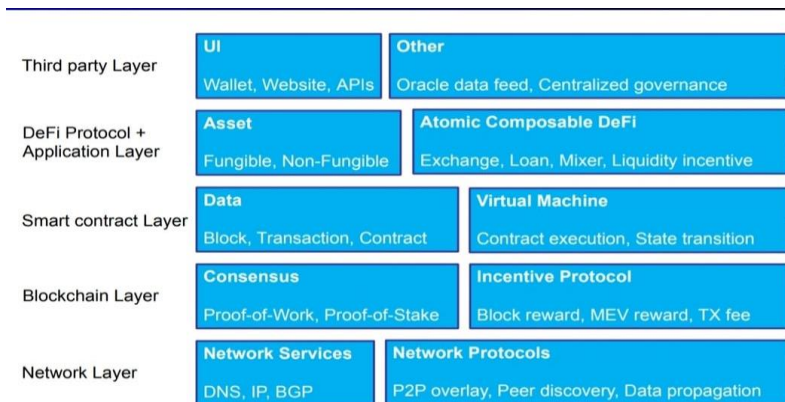 Third party Layer
UI
Wallet, Website, APIs
Other
Oracle data feed, Centralized governance
DeFi Protocol +
Application Layer
Asset
Fungible, Non-Fungible
Atomic Composable DeFi
Exchange, Loan, Mixer, Liquidity incentive
Smart contract Layer
Data
Block, Transaction, Contract
Virtual Machine
Contract execution, State transition
Blockchain Layer
Consensus
Proof-of-Work, Proof-of-Stake
Incentive Protocol
Block reward, MEV reward, TX fee
Network Layer
Network Services
DNS, IP, BGP
Network Protocols
P2P overlay, Peer discovery, Data propagation